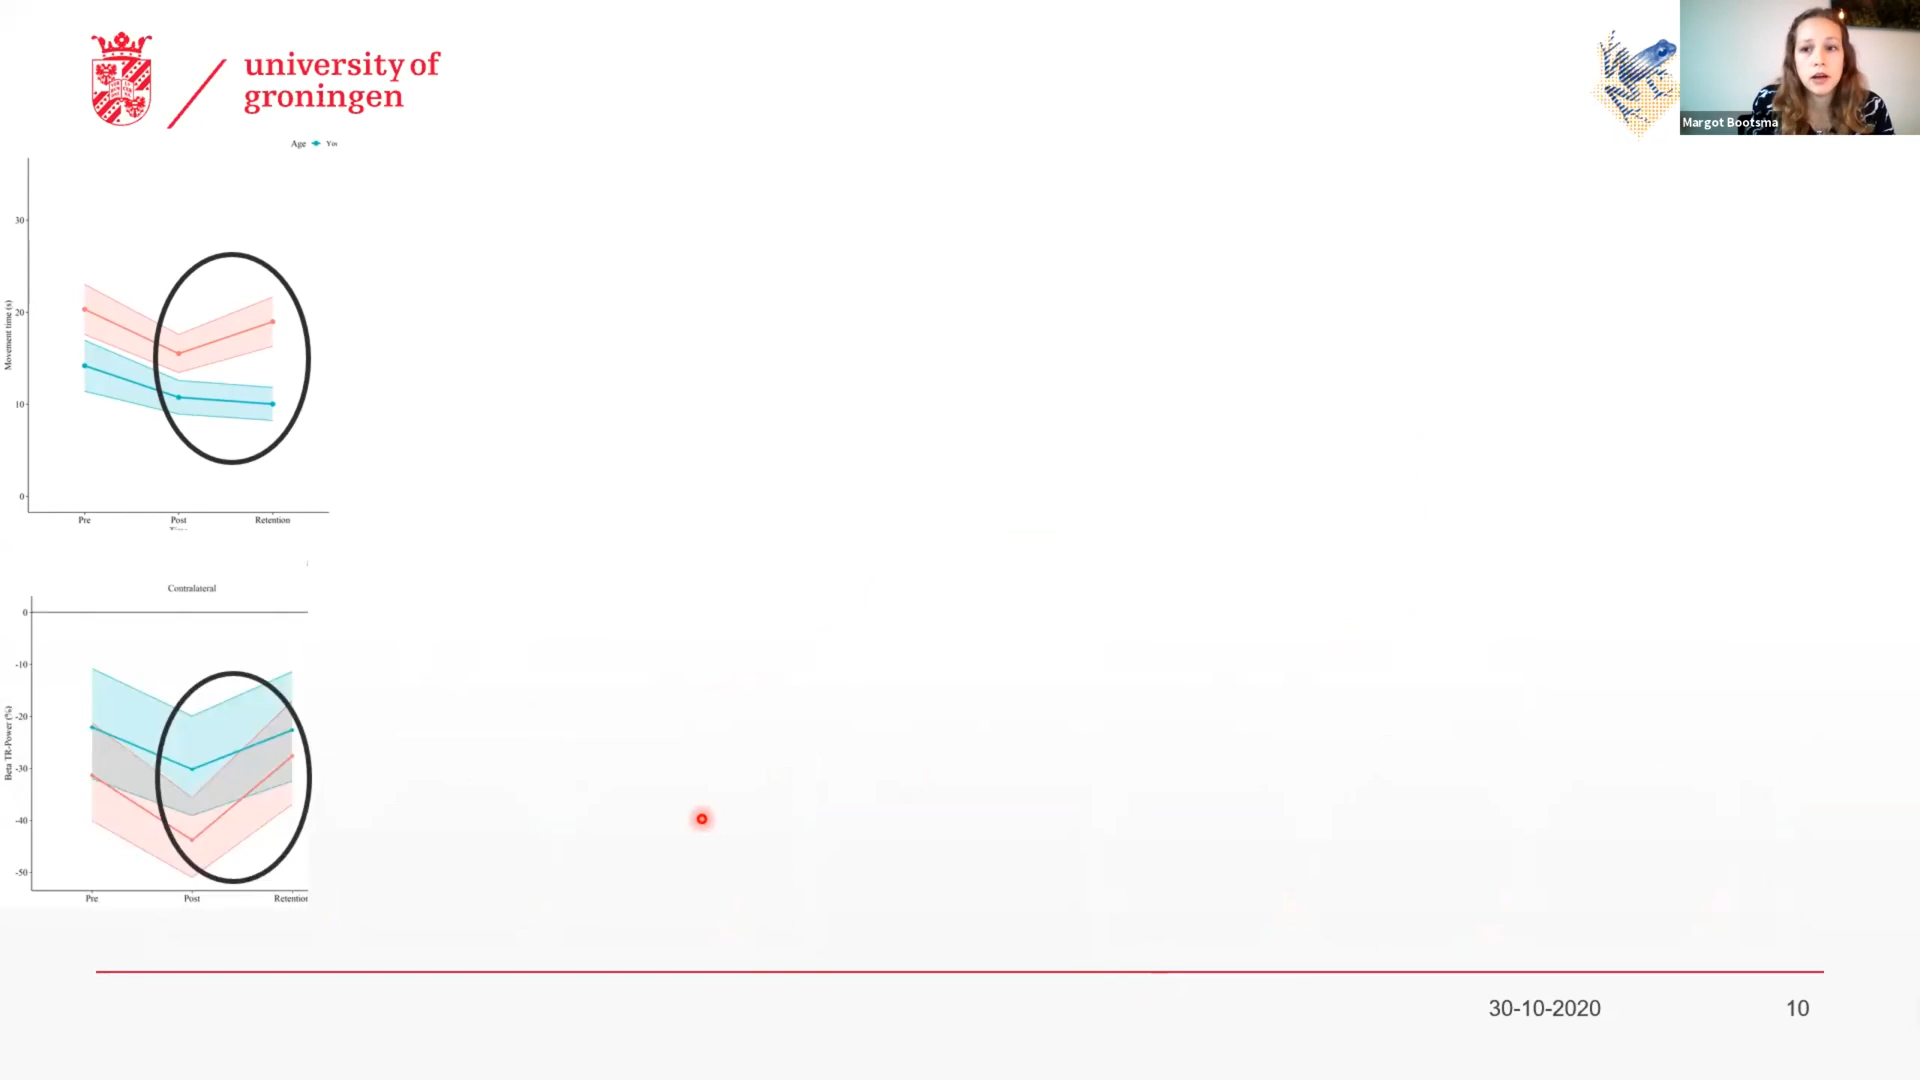 university of
groningen
Margot Bootsma
Age
30
20
10
0
Movement time (s)
Pre Post Retention
Contralateral
0
-10
-20
-30
-40
-50
Beta TR-Power (%)
Pre Post Retention
30-10-2020 10